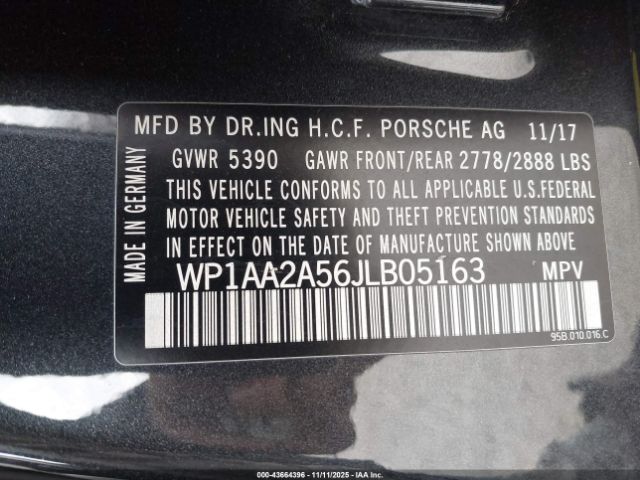 MFD BY DR.ING H.C.F. PORSCHE AG 11/17
GVWR 5390 GAWR FRONT/REAR 2778/2888 LBS
THIS VEHICLE CONFORMS TO ALL APPLICABLE U.S.FEDERAL
MOTOR VEHICLE SAFETY AND THEFT PREVENTION STANDARDS
IN EFFECT ON THE DATE OF MANUFACTURE SHOWN ABOVE.
WP1AA2A56JLB05163 MPV
95B.010.016.C
MADE IN GERMANY
000-43664396 - 11/11/2025 - IAA Inc.